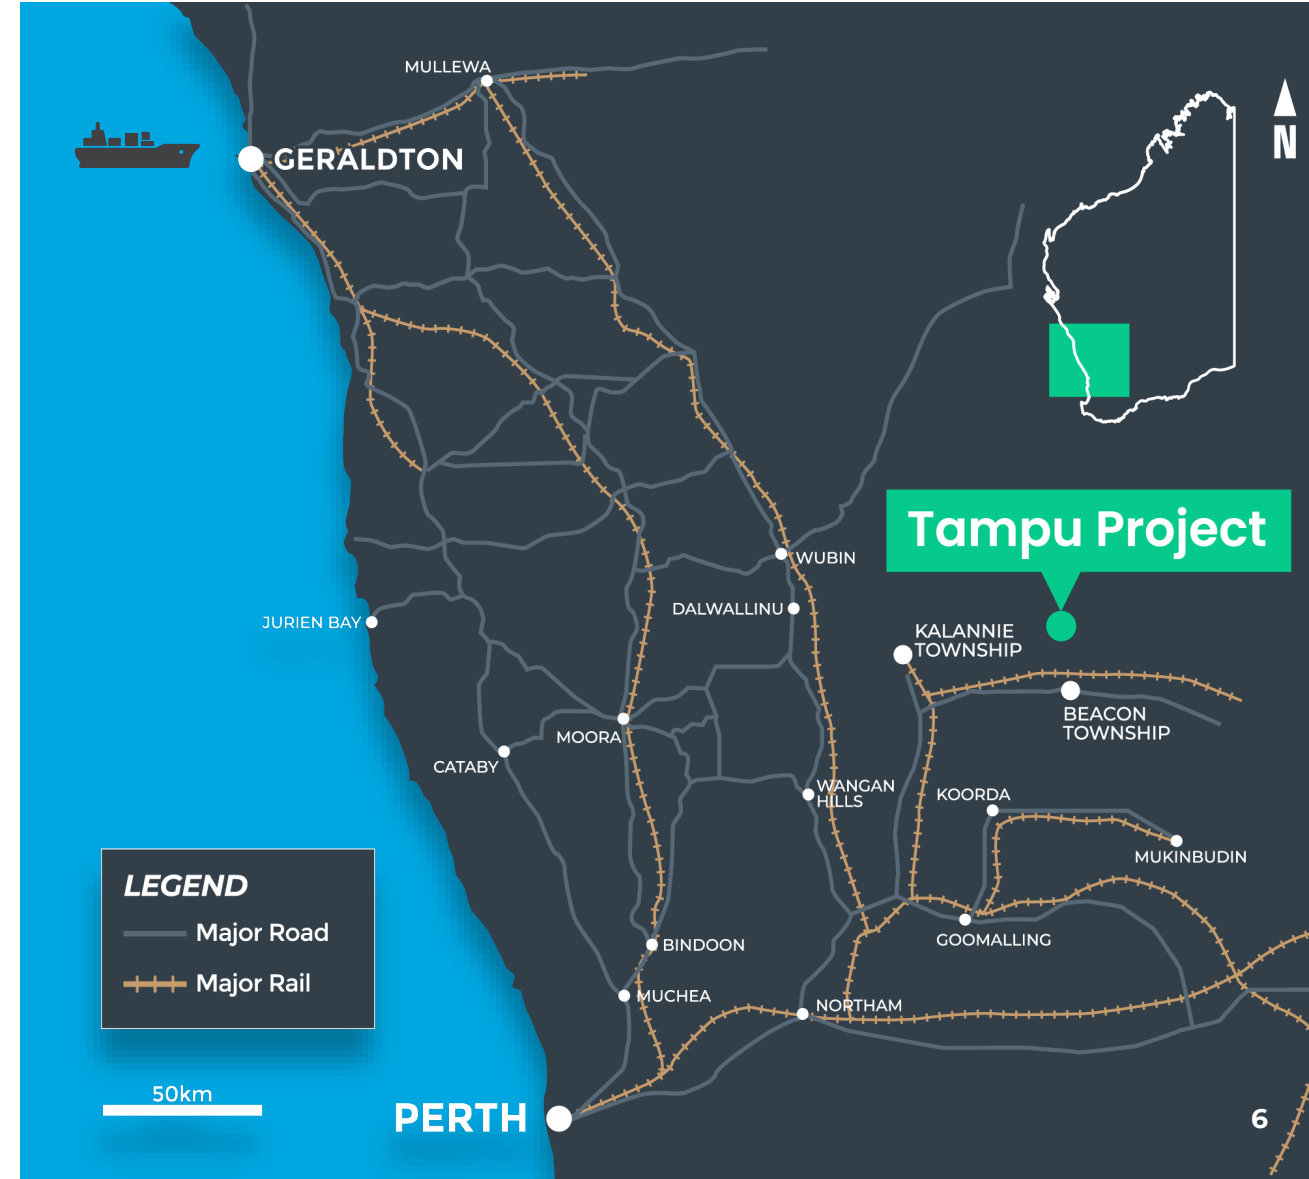 MULLEWA
GERALDTON
N
Tampu Project
WUBIN
DALWALLINU
JURIEN BAY
KALANNIE
TOWNSHIP
BEACON
TOWNSHIP
MOORA
CATABY
WANGAN
HILLS
KOORDA
MUKINBUDIN
LEGEND
Major Road
Major Rail
GOOMALLING
BINDOON
MUCHEA
NORTHAM
50km
PERTH
6